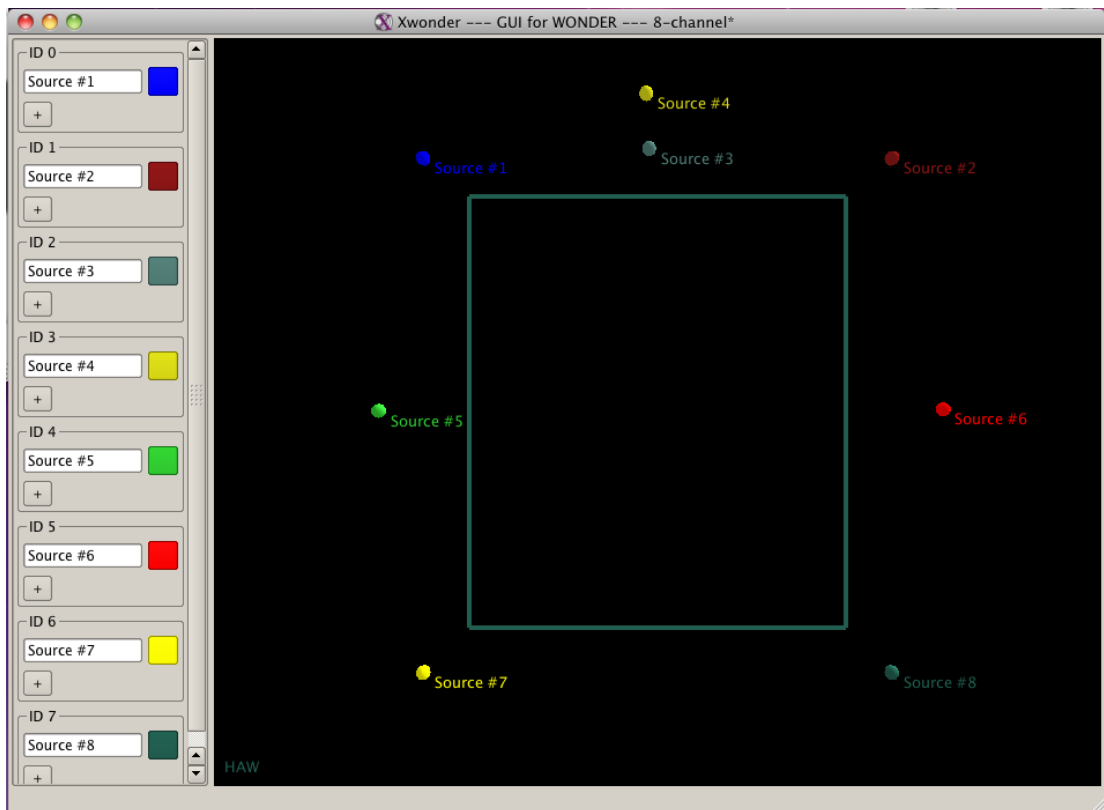 Xwonder --- GUI for WONDER --- 8-channel*
ID 0
Source #1
+
ID 1
Source #2
+
ID 2
Source #3
+
ID 3
Source #4
+
ID 4
Source #5
+
ID 5
Source #6
+
ID 6
Source #7
+
ID 7
Source #8
+
Source #4
Source #3
Source #1
Source #2
Source #5
Source #6
Source #7
Source #8
HAW